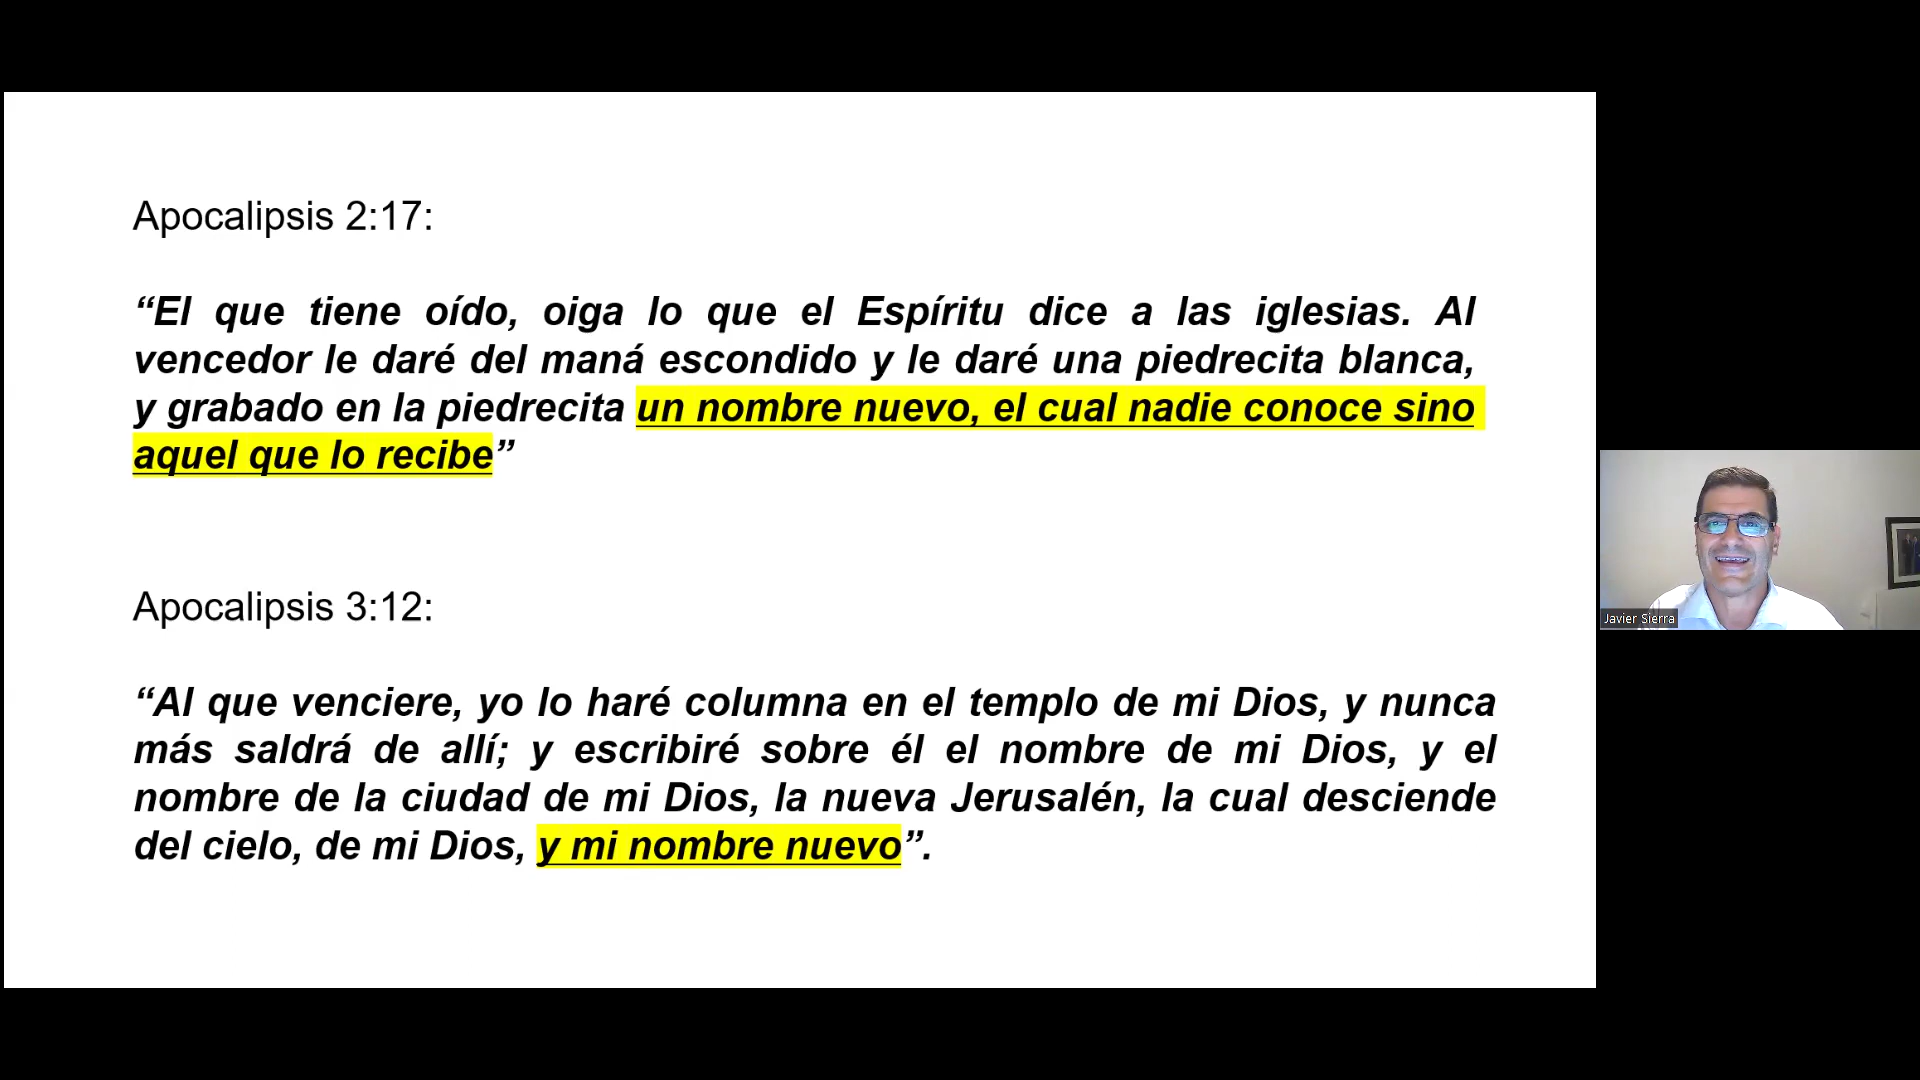 Apocalipsis 2:17:
“El que tiene oído, oiga lo que el Espíritu dice a las iglesias. Al
vencedor le daré del maná escondido y le daré una piedrecita blanca,
y grabado en la piedrecita un nombre nuevo, el cual nadie conoce sino
aquel que lo recibe”
Apocalipsis 3:12:
“Al que venciere, yo lo haré columna en el templo de mi Dios, y nunca
más saldrá de allí; y escribiré sobre él el nombre de mi Dios, y el
nombre de la ciudad de mi Dios, la nueva Jerusalén, la cual desciende
del cielo, de mi Dios, y mi nombre nuevo”.
Javier Sierra